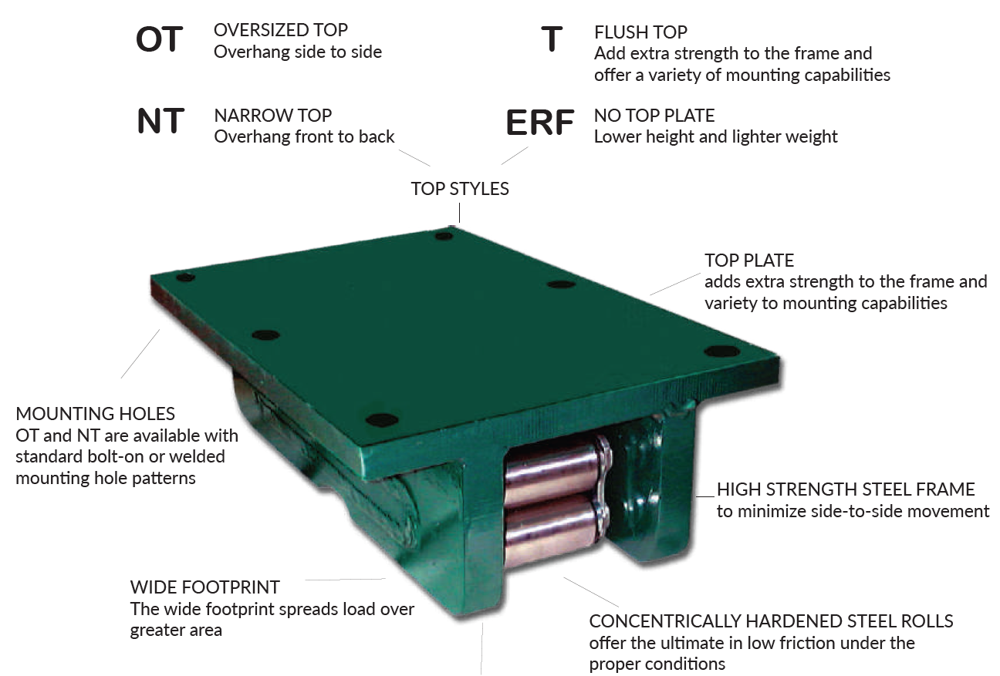 OT
OVERSIZED TOP
Overhang side to side
T
FLUSH TOP
Add extra strength to the frame and
offer a variety of mounting capabilities
NT
NARROW TOP
Overhang front to back
ERF
NO TOP PLATE
Lower height and lighter weight
TOP STYLES
TOP PLATE
adds extra strength to the frame and
variety to mounting capabilities
MOUNTING HOLES
OT and NT are available with
standard bolt-on or welded
mounting hole patterns
HIGH STRENGTH STEEL FRAME
to minimize side-to-side movement
WIDE FOOTPRINT
The wide footprint spreads load over
greater area
CONCENTRICALLY HARDENED STEEL ROLLS
offer the ultimate in low friction under the
proper conditions